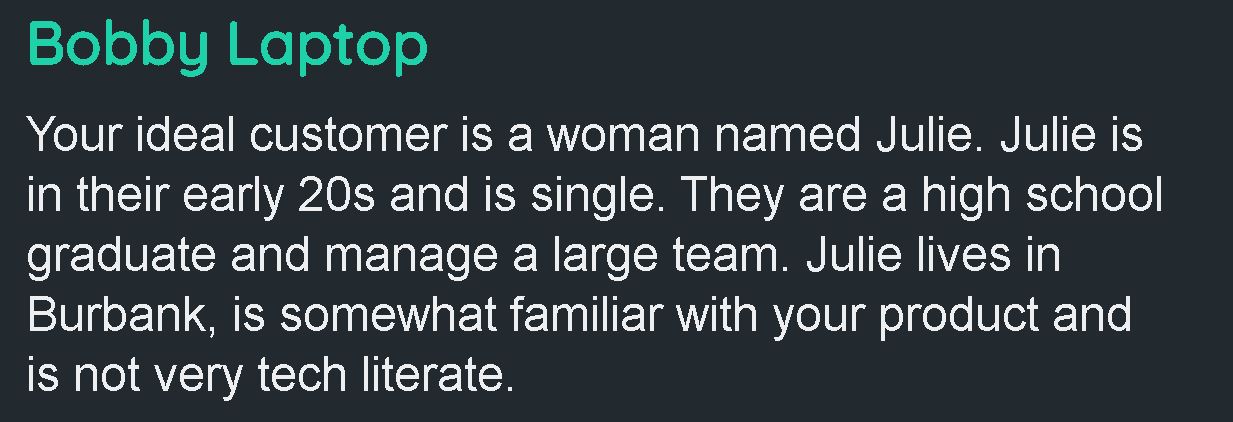 Bobby Laptop
Your ideal customer is a woman named Julie. Julie is
in their early 20s and is single. They are a high school
graduate and manage a large team. Julie lives in
Burbank, is somewhat familiar with your product and
is not very tech literate.